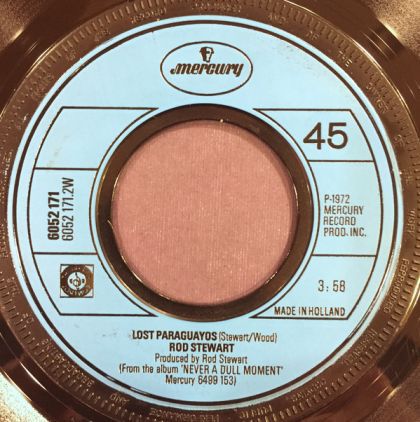 mercury
45
6052 171
6052 171.2W
P-1972
MERCURY
RECORD
PROD. INC.
3:58
MADE IN HOLLAND
LOST PARAGUAYOS (Stewart/Wood)
ROD STEWART
Produced by Rod Stewart
(From the album 'NEVER A DULL MOMENT'
Mercury 6499 153)